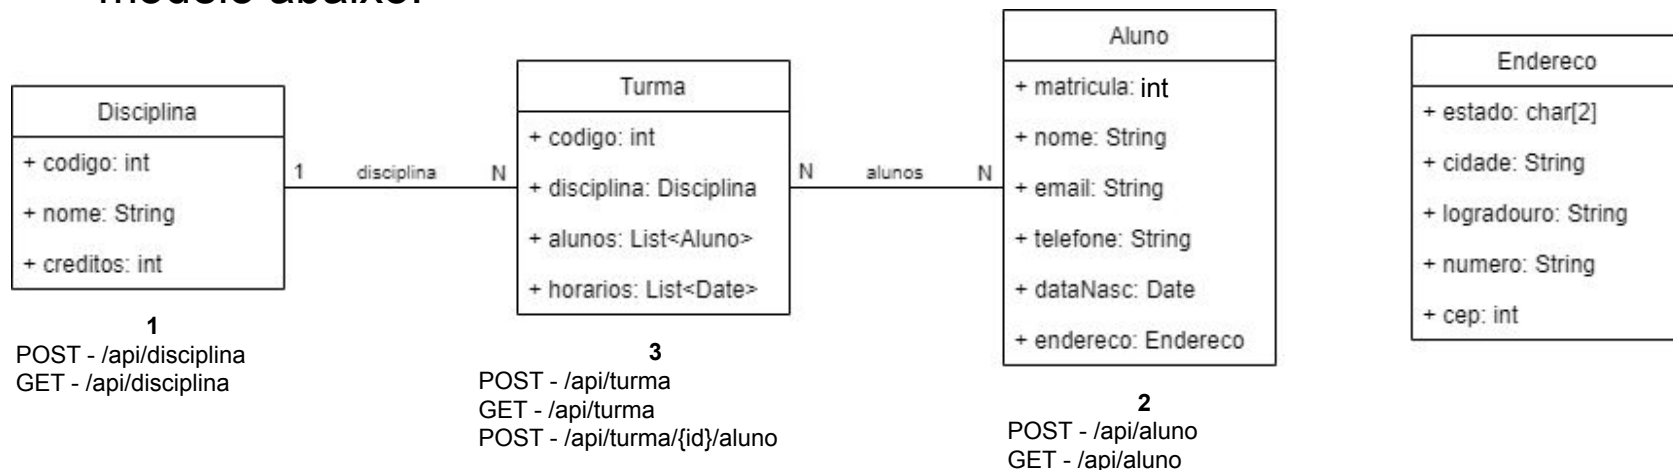 modelo abaixo.
Disciplina
+ codigo: int
+ nome: String
+ creditos: int
1
disciplina
N
Turma
+ codigo: int
+ disciplina: Disciplina
+ alunos: List<Aluno>
+ horarios: List<Date>
N
alunos
N
Aluno
+ matricula: int
+ nome: String
+ email: String
+ telefone: String
+ dataNasc: Date
+ endereco: Endereco
Endereco
+ estado: char[2]
+ cidade: String
+ logradouro: String
+ numero: String
+ cep: int
1
POST - /api/disciplina
GET - /api/disciplina
3
POST - /api/turma
GET - /api/turma
POST - /api/turma/{id}/aluno
2
POST - /api/aluno
GET - /api/aluno